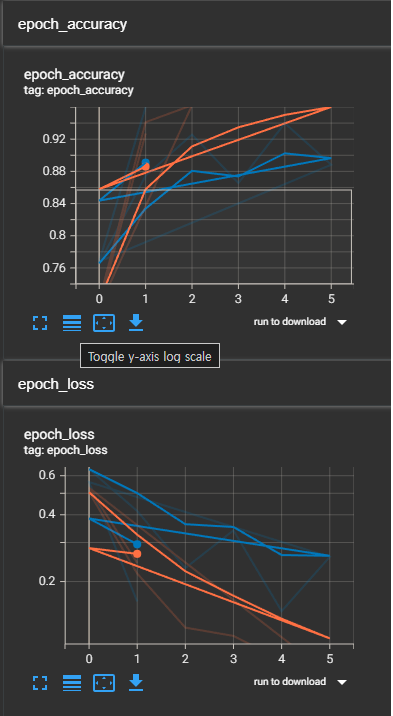 epoch_accuracy
epoch_accuracy
tag: epoch_accuracy
0.92
0.88
0.84
0.8
0.76
0 1 2 3 4 5
run to download
Toggle y-axis log scale
epoch_loss
epoch_loss
tag: epoch_loss
0.6
0.4
0.2
0 1 2 3 4 5
run to download